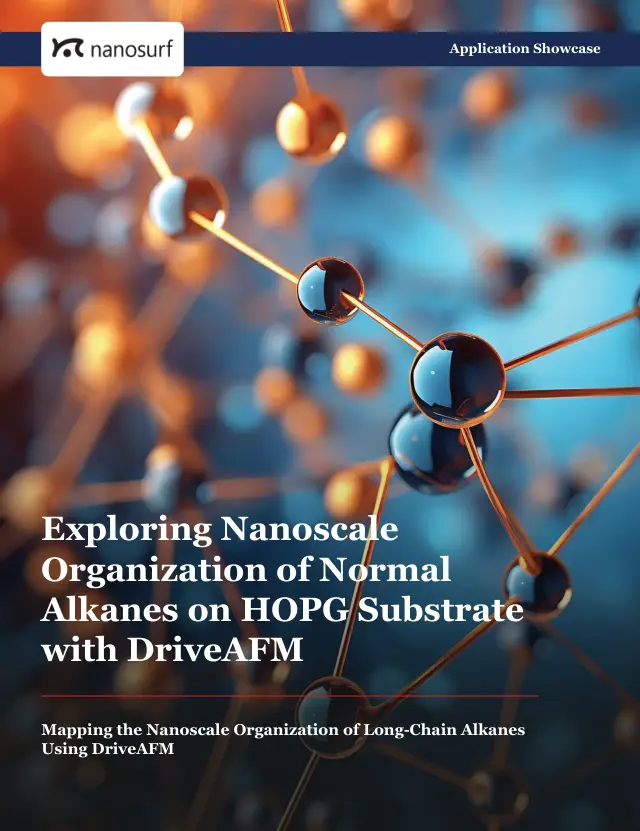 nanosurf
Application Showcase
Exploring Nanoscale
Organization of Normal
Alkanes on HOPG Substrate
with DriveAFM
Mapping the Nanoscale Organization of Long-Chain Alkanes
Using DriveAFM